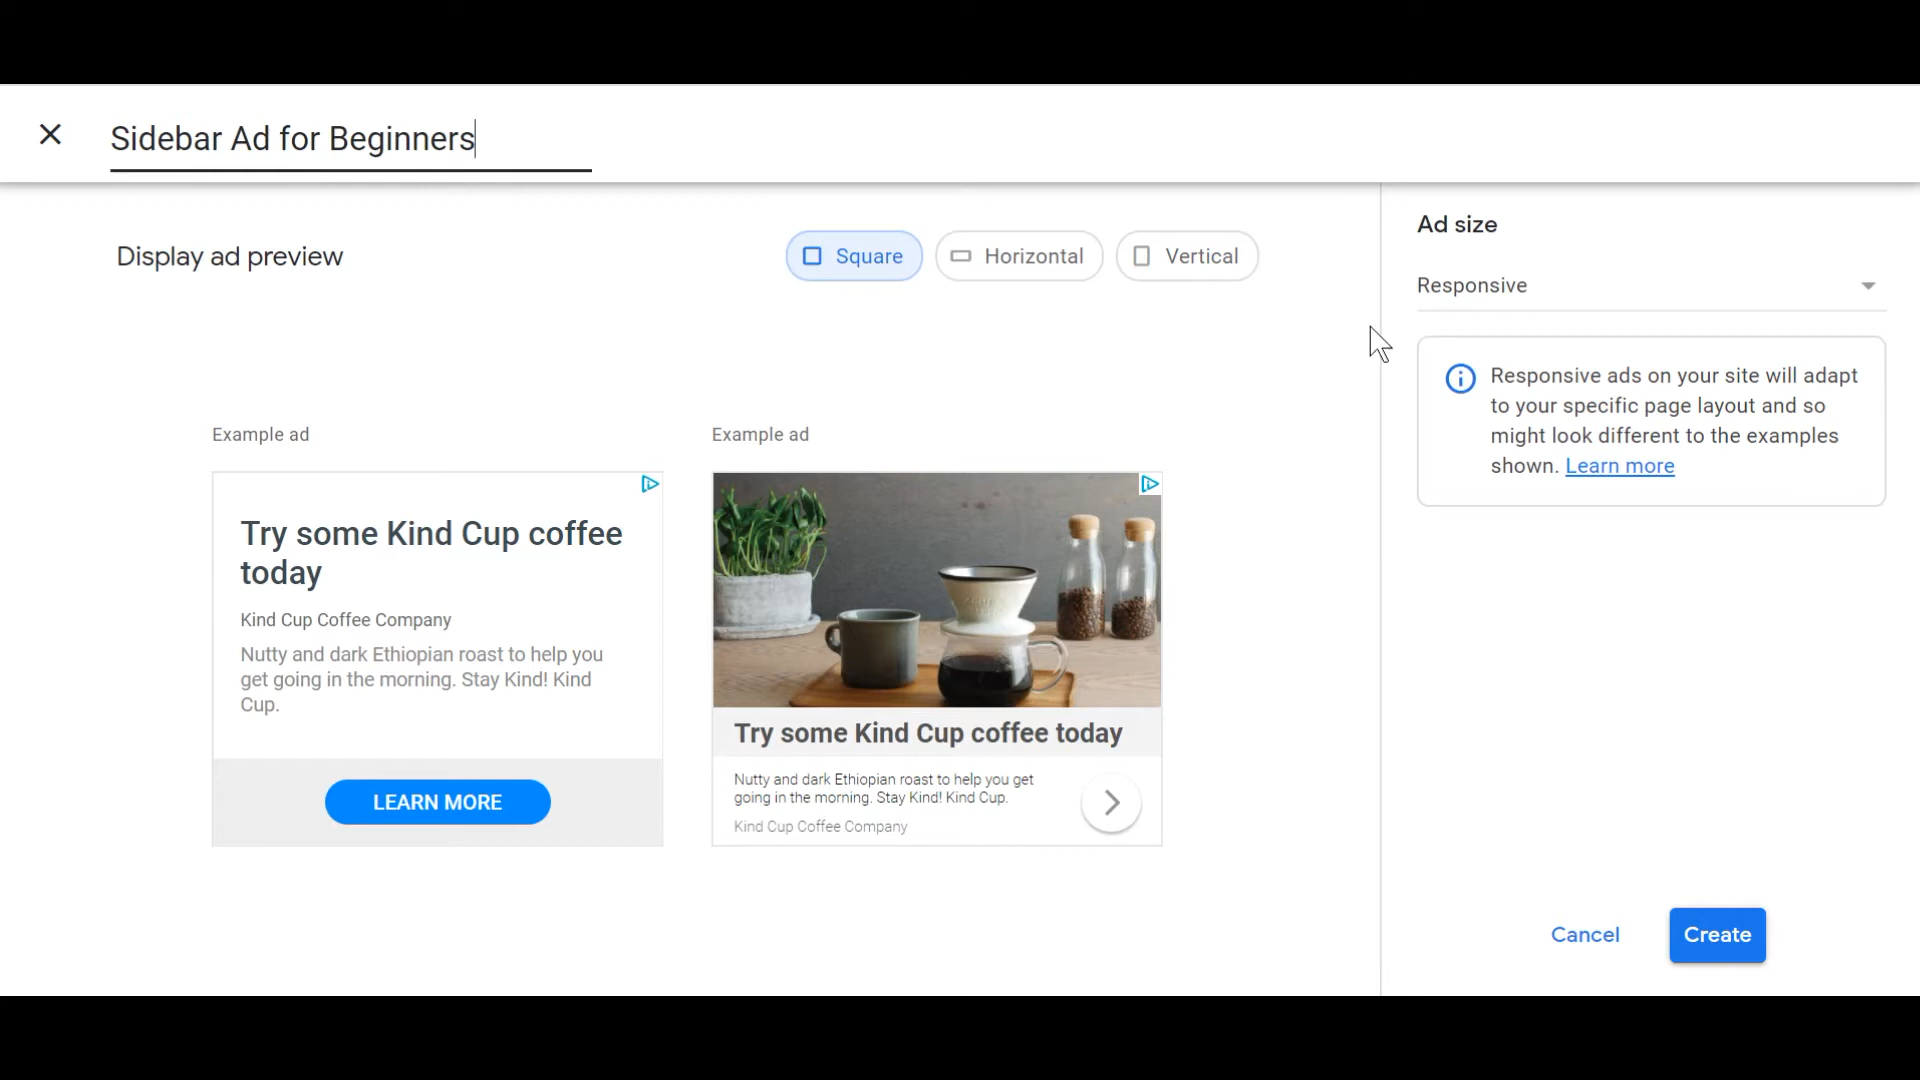 Sidebar Ad for Beginners
Display ad preview
Square
Horizontal
Vertical
Example ad
Try some Kind Cup coffee
today
Kind Cup Coffee Company
Nutty and dark Ethiopian roast to help you
get going in the morning. Stay Kind! Kind
Cup.
LEARN MORE
Example ad
Try some Kind Cup coffee today
Nutty and dark Ethiopian roast to help you get
going in the morning. Stay Kind! Kind Cup.
Kind Cup Coffee Company
Ad size
Responsive
Responsive ads on your site will adapt
to your specific page layout and so
might look different to the examples
shown. Learn more
Cancel
Create